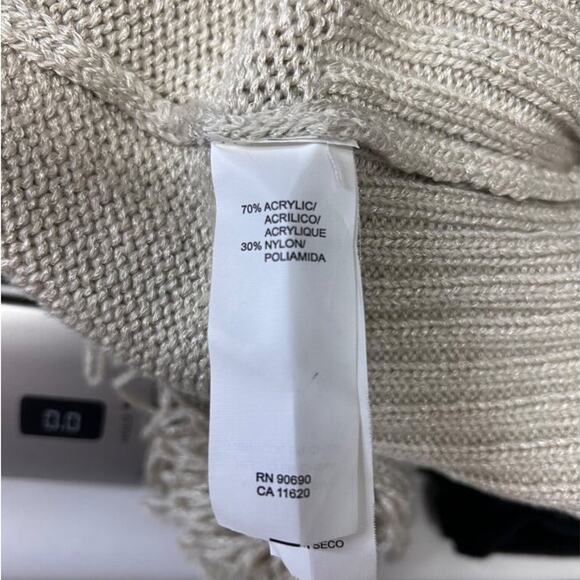 70% ACRYLIC/
ACRILICO/
ACRYLIQUE
30% NYLON/
POLIAMIDA
RN 90690
CA 11620
SECO
0.0